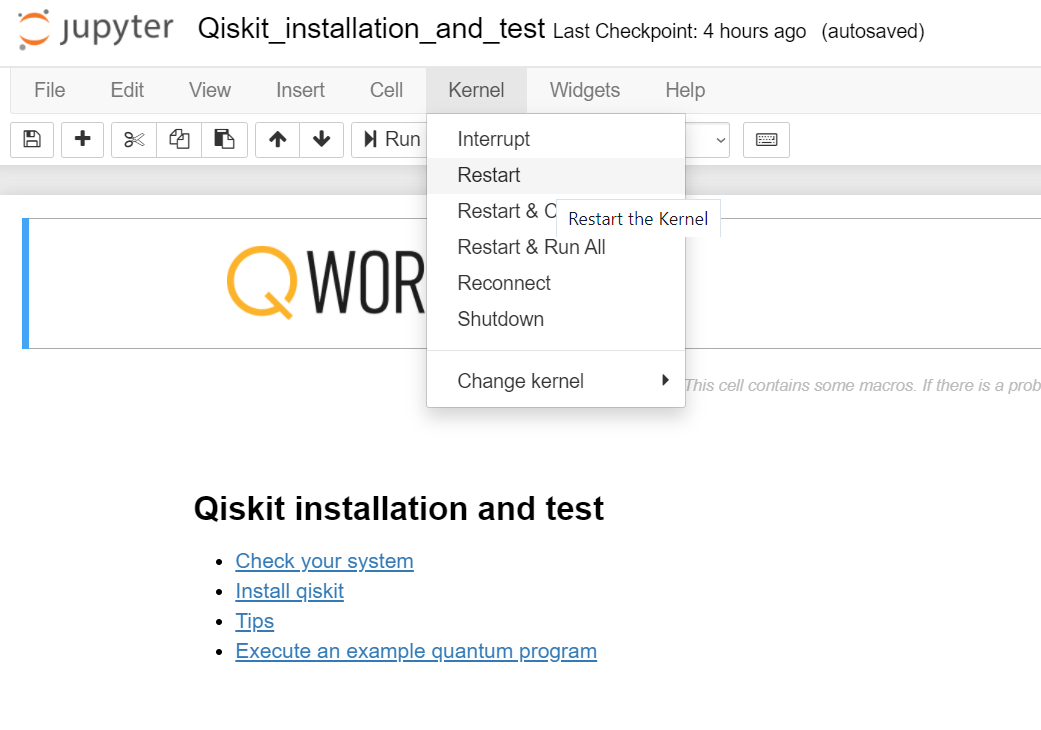 jupyter Qiskit_installation_and_test Last Checkpoint: 4 hours ago (autosaved)
File Edit View Insert Cell Kernel Widgets Help
Run
Interrupt
Restart
Restart &
Restart the Kernel
Restart & Run All
Reconnect
Shutdown
Change kernel
QWOR
This cell contains some macros. If there is a prob
Qiskit installation and test
Check your system
Install qiskit
Tips
Execute an example quantum program